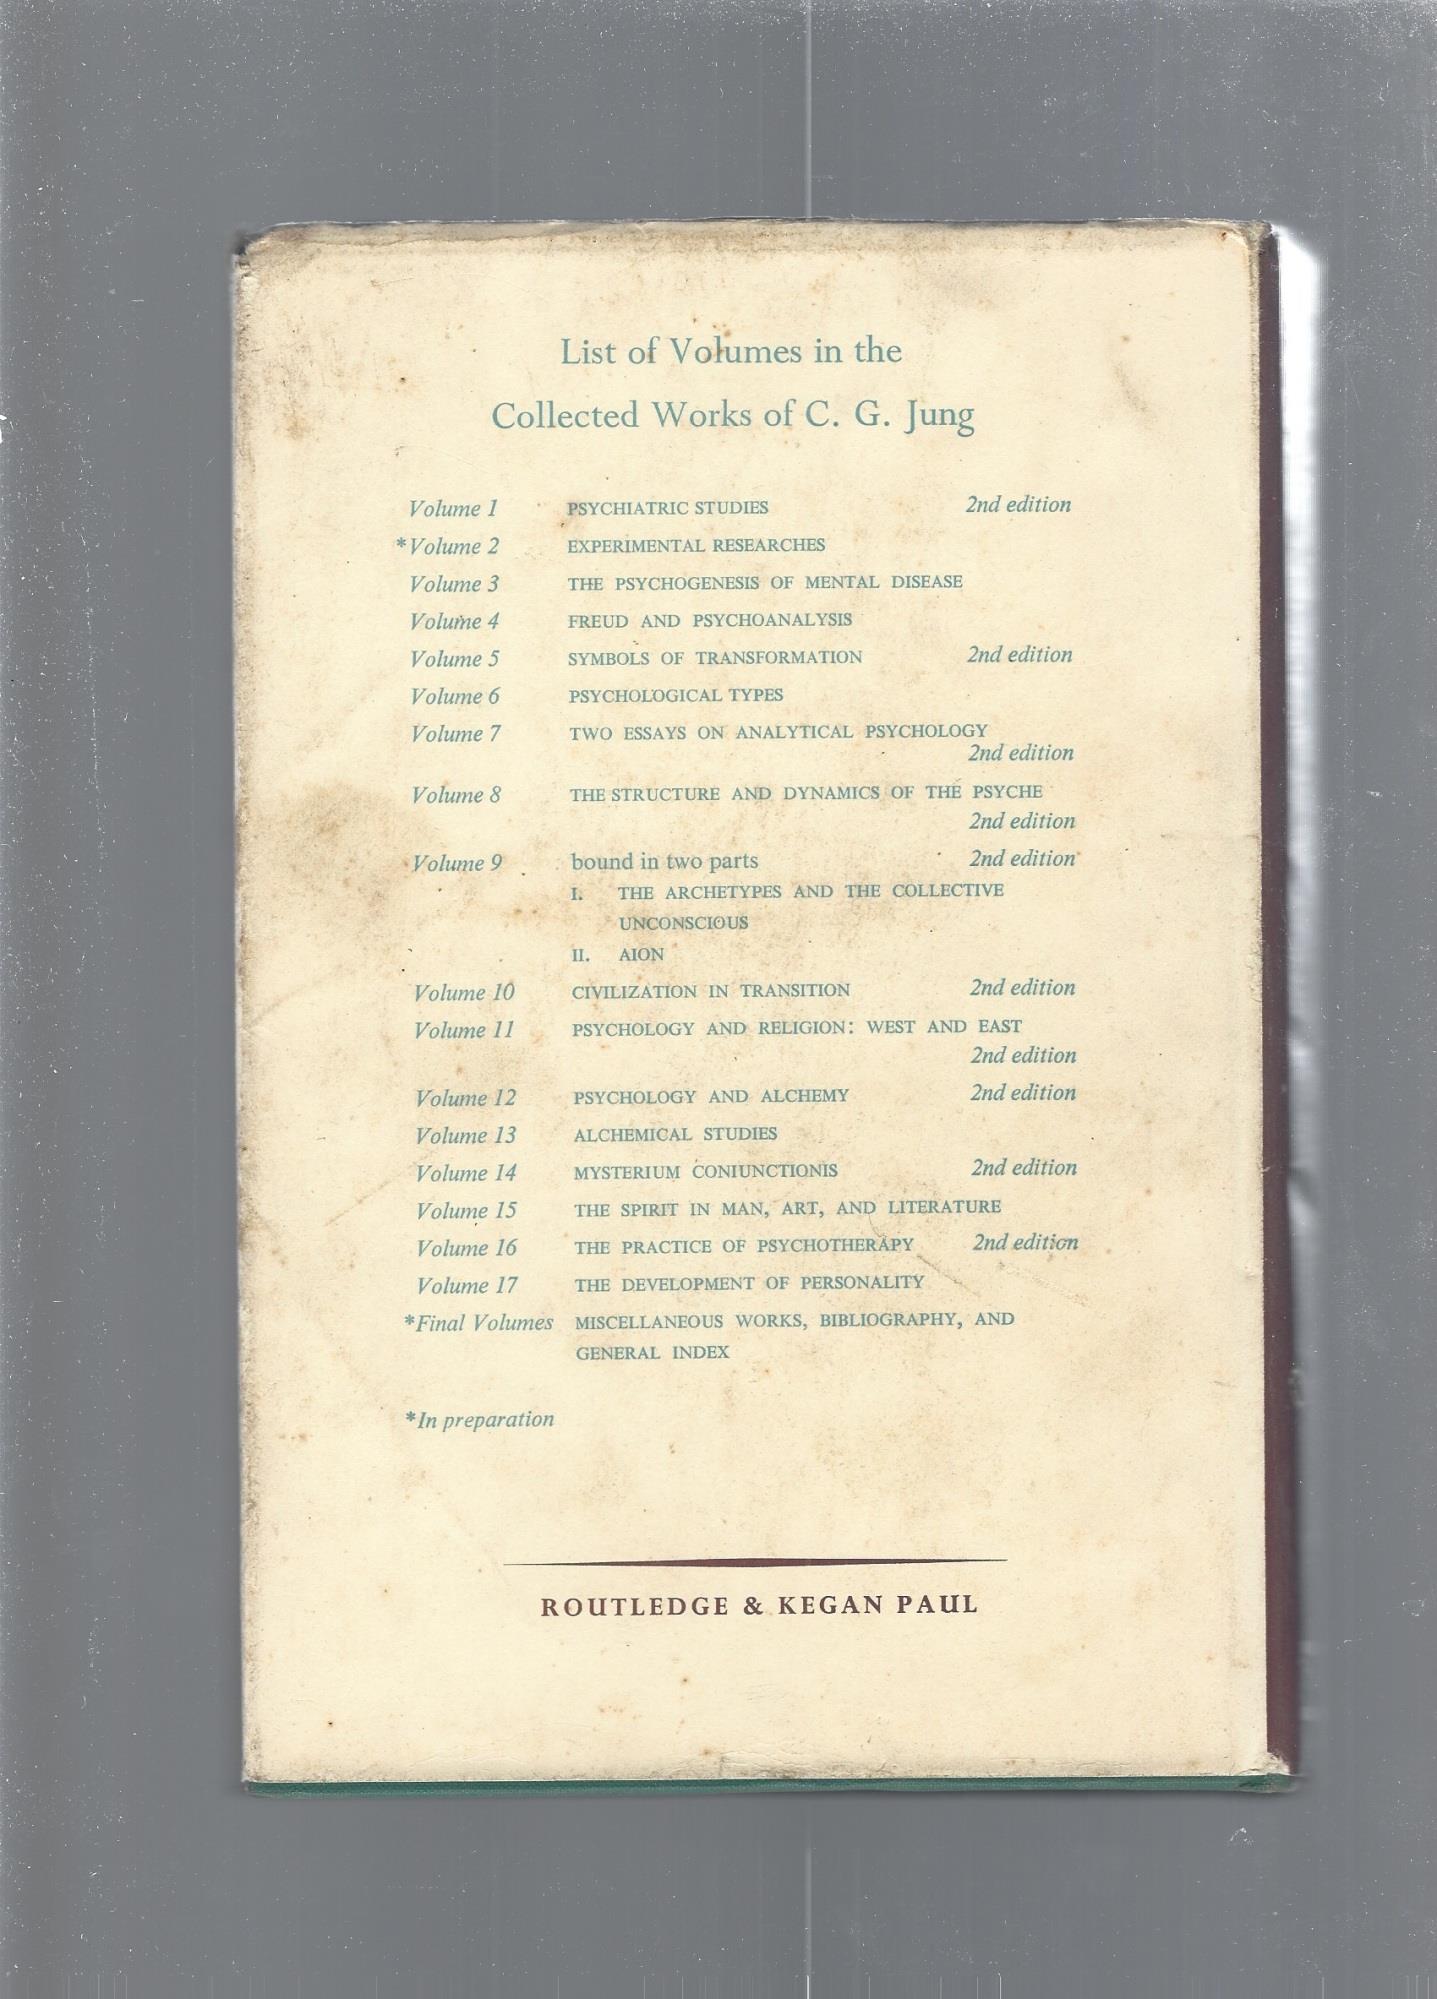 List of Volumes in the
Collected Works of C. G. Jung
Volume 1 PSYCHIATRIC STUDIES 2nd edition
*Volume 2 EXPERIMENTAL RESEARCHES
Volume 3 THE PSYCHOGENESIS OF MENTAL DISEASE
Volume 4 FREUD AND PSYCHOANALYSIS
Volume 5 SYMBOLS OF TRANSFORMATION 2nd edition
Volume 6 PSYCHOLOGICAL TYPES
Volume 7 TWO ESSAYS ON ANALYTICAL PSYCHOLOGY
2nd edition
Volume 8 THE STRUCTURE AND DYNAMICS OF THE PSYCHE
2nd edition
Volume 9 bound in two parts 2nd edition
I. THE ARCHETYPES AND THE COLLECTIVE
UNCONSCIOUS
II. AION
Volume 10 CIVILIZATION IN TRANSITION 2nd edition
Volume 11 PSYCHOLOGY AND RELIGION: WEST AND EAST
2nd edition
Volume 12 PSYCHOLOGY AND ALCHEMY 2nd edition
Volume 13 ALCHEMICAL STUDIES
Volume 14 MYSTERIUM CONIUNCTIONIS 2nd edition
Volume 15 THE SPIRIT IN MAN, ART, AND LITERATURE
Volume 16 THE PRACTICE OF PSYCHOTHERAPY 2nd edition
Volume 17 THE DEVELOPMENT OF PERSONALITY
*Final Volumes MISCELLANEOUS WORKS, BIBLIOGRAPHY, AND
GENERAL INDEX
*In preparation
ROUTLEDGE & KEGAN PAUL